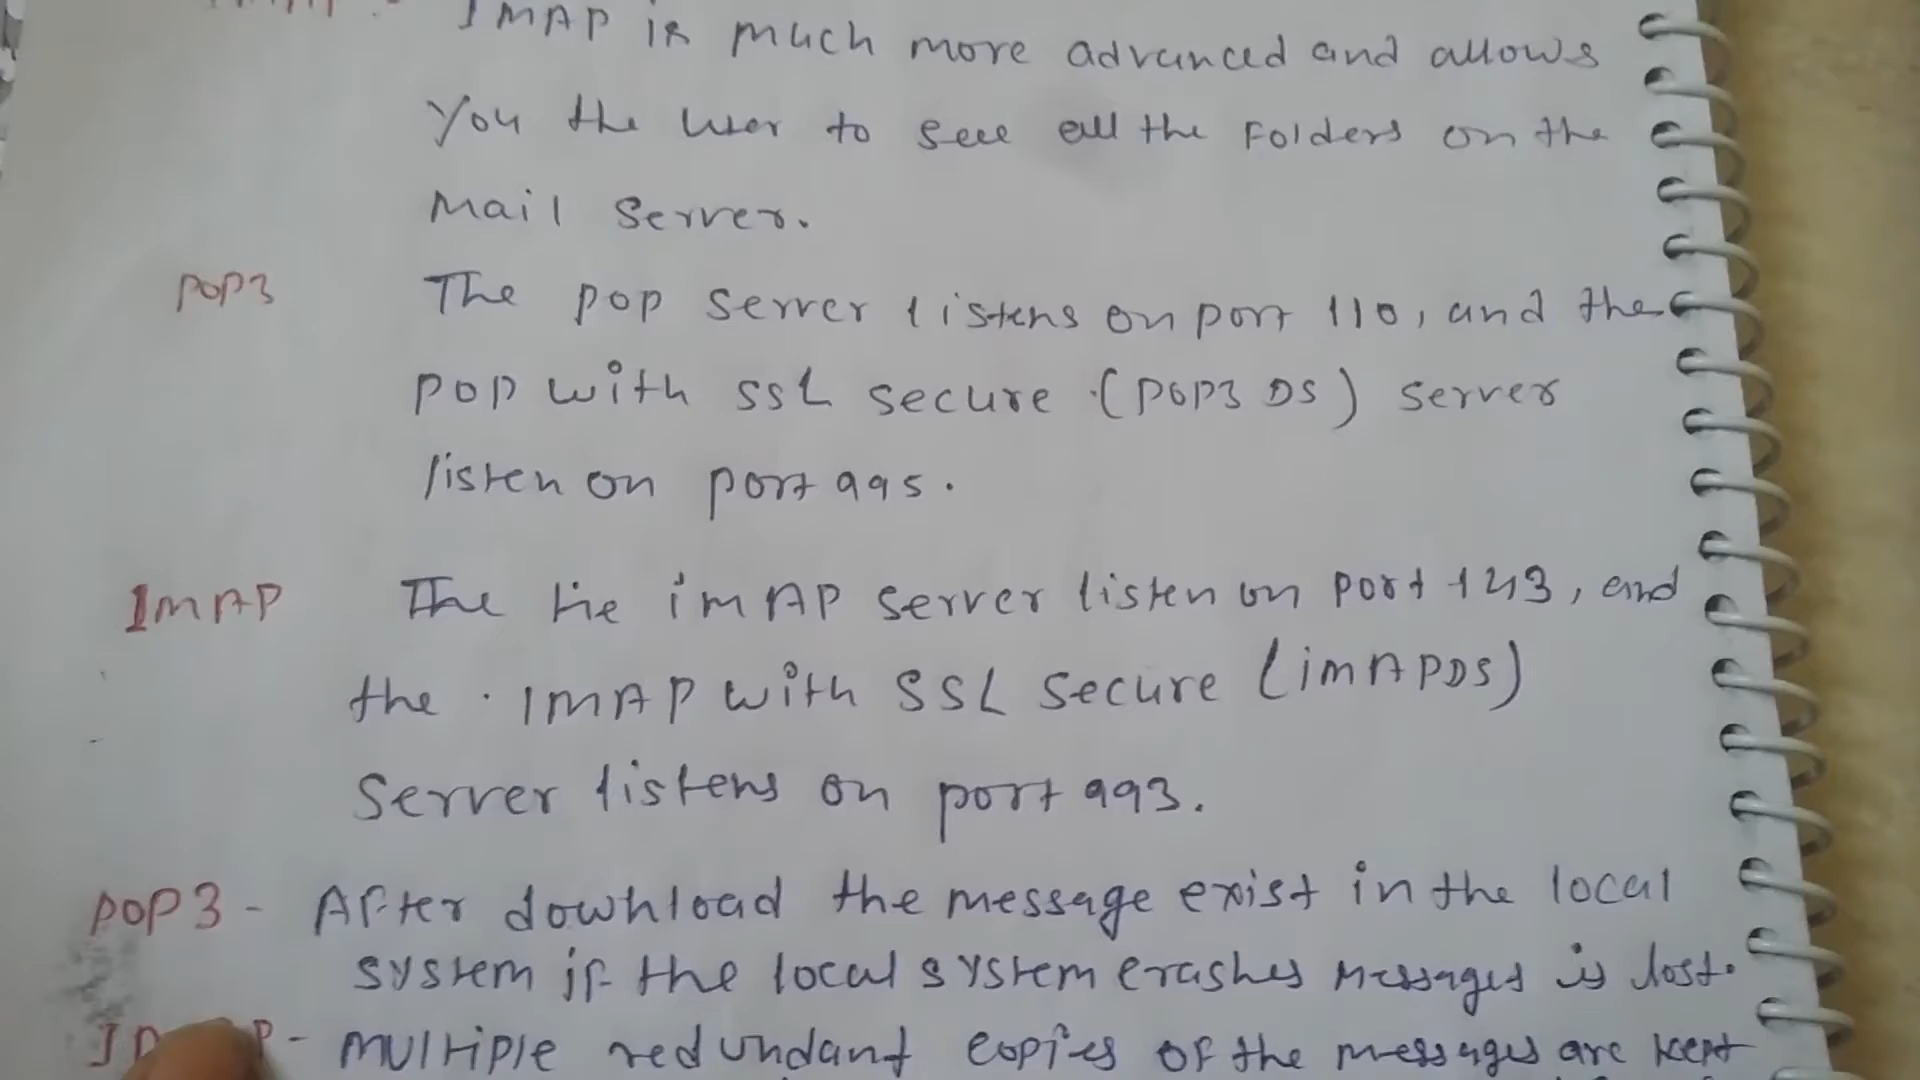 IMAP is much more advanced and allows
you the user to see all the Folders on the
mail server.
POP3 The pop server listens on port 110, and the
pop with SSL secure (POP3 DS) server
listen on port 995.
IMAP The tie imAP server listen on port 143, and
the IMAP with SSL secure (imAPDS)
server listens on port 993.
POP3 - After download the message exist in the local
system if the local system crashes messages is lost.
multiple redundant copies of the messages are kept